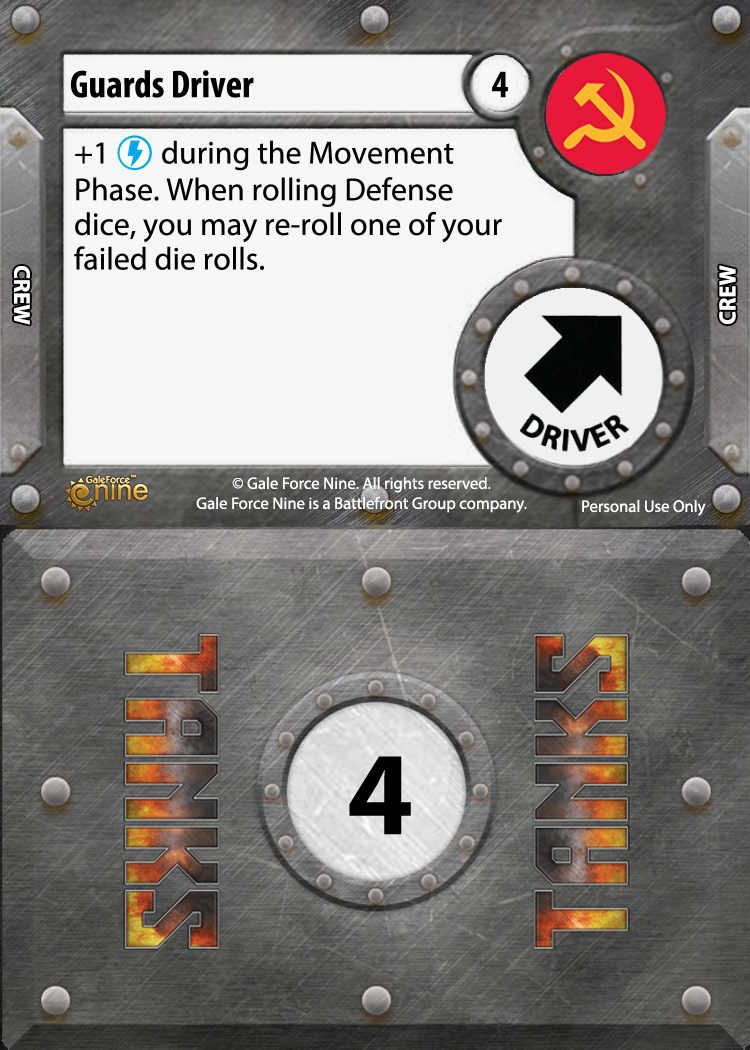 Guards Driver
4
+1 during the Movement
Phase. When rolling Defense
dice, you may re-roll one of your
failed die rolls.
CREW
CREW
DRIVER
GaleForce™
nine
© Gale Force Nine. All rights reserved.
Gale Force Nine is a Battlefront Group company.
Personal Use Only
TANKS
4
TANKS